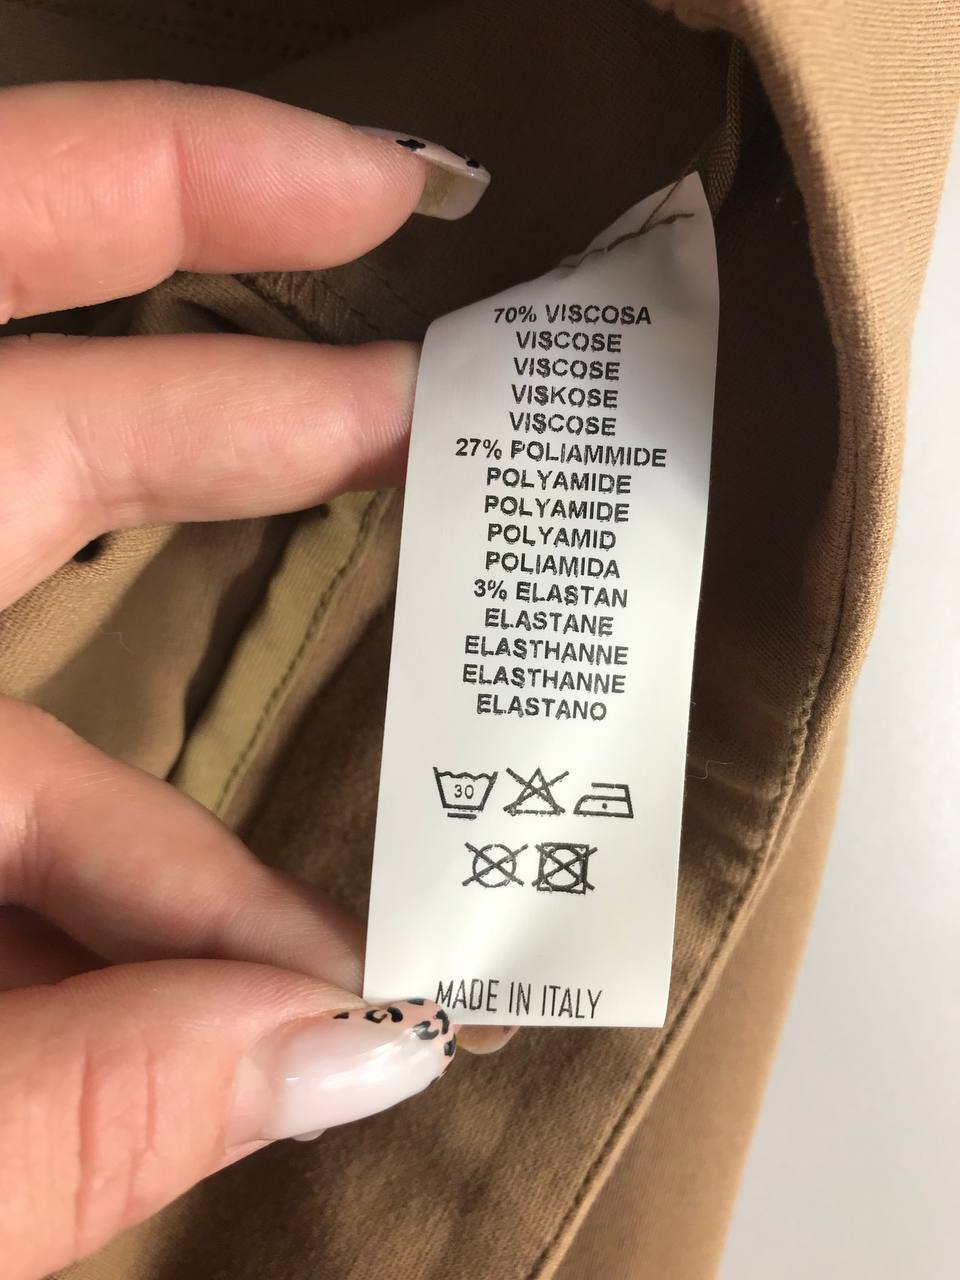 70% VISCOSA
VISCOSE
VISCOSE
VISKOSE
VISCOSE
27% POLIAMMIDE
POLYAMIDE
POLYAMIDE
POLYAMID
POLIAMIDA
3% ELASTAN
ELASTANE
ELASTHANNE
ELASTHANNE
ELASTANO
30
MADE IN ITALY